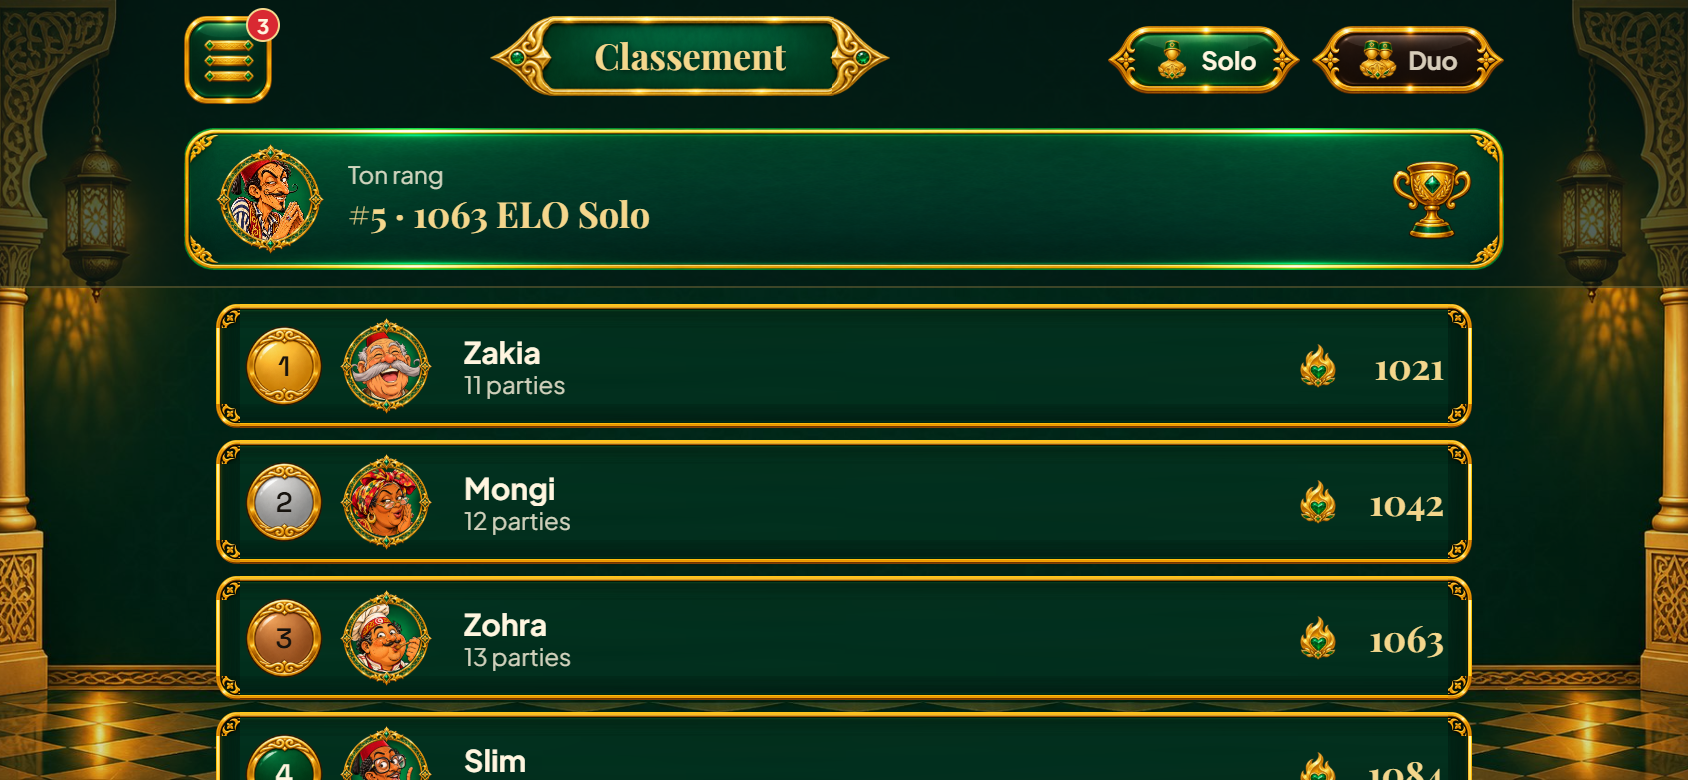 3
Classement
Solo
Duo
Ton rang
#5 · 1063 ELO Solo
1
Zakia
11 parties
1021
2
Mongi
12 parties
1042
3
Zohra
13 parties
1063
4
Slim
1084